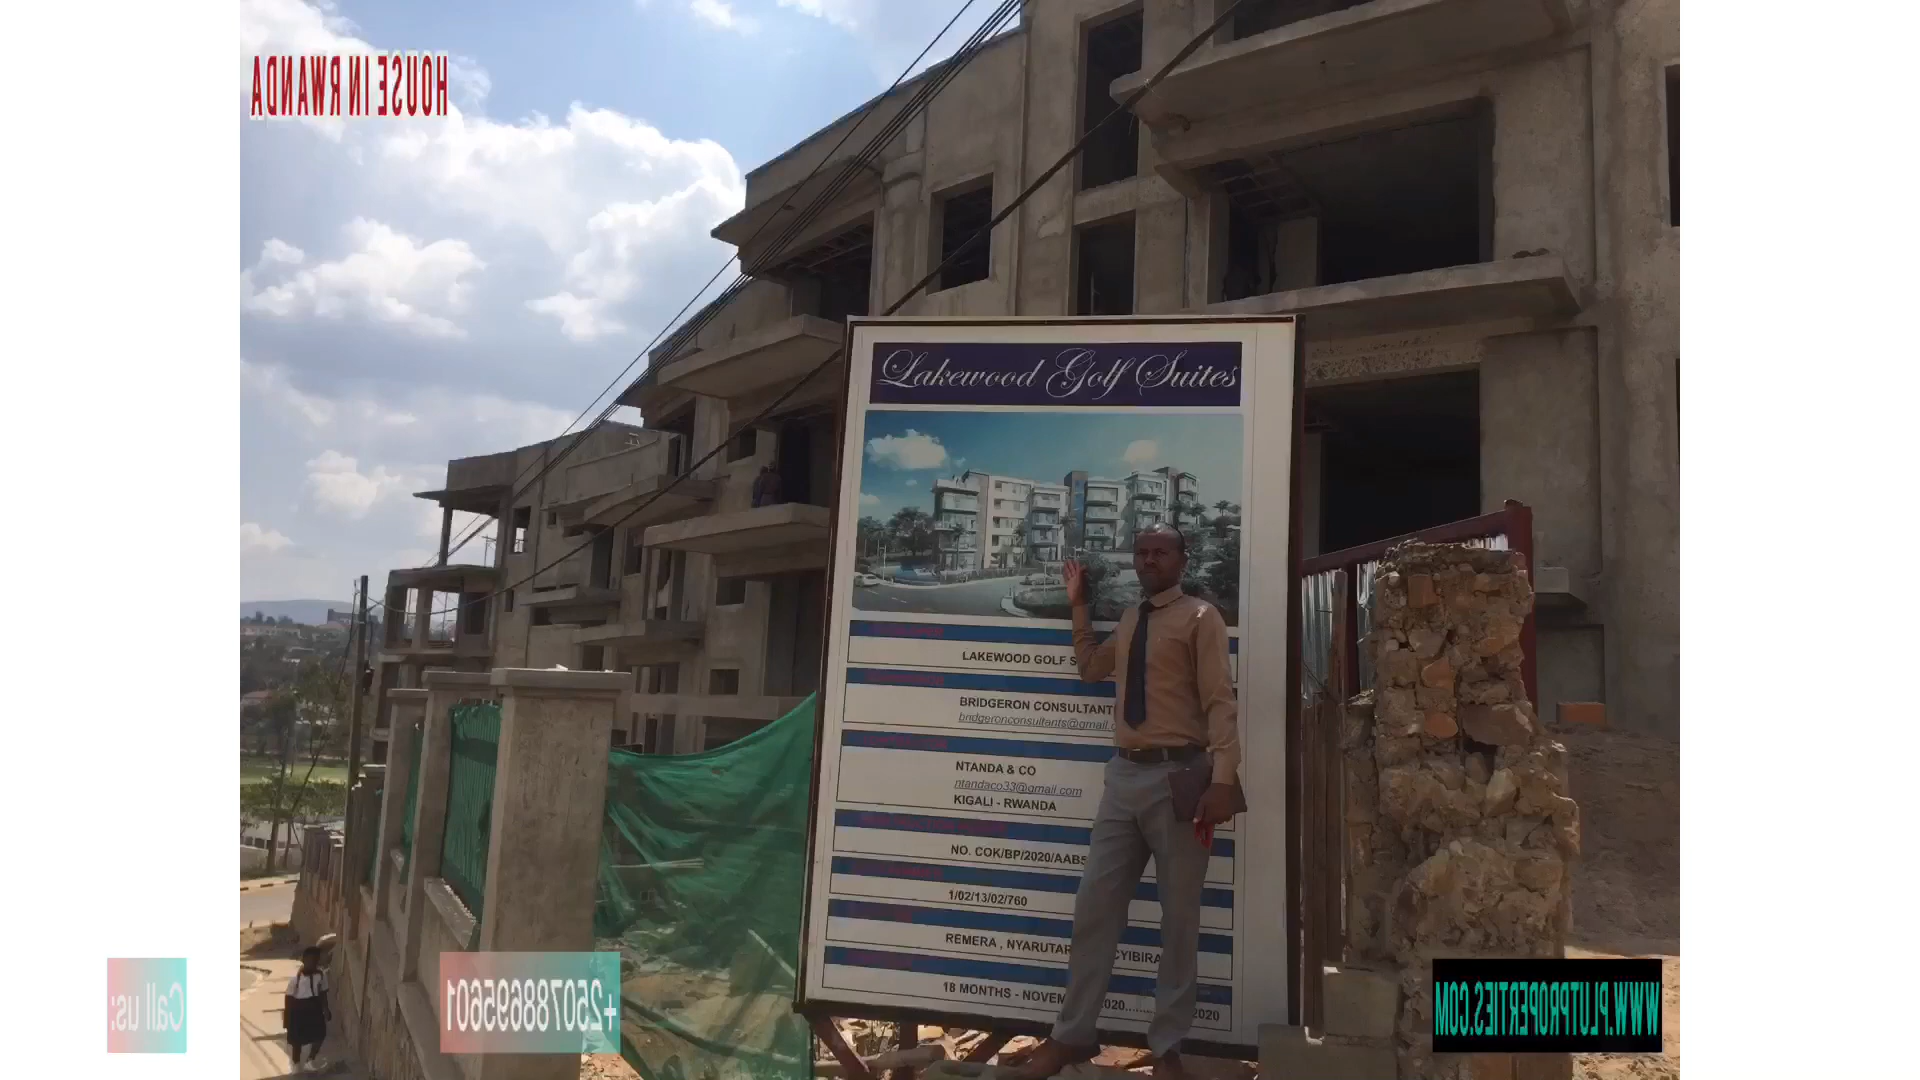 HOUSE IN RWANDA
Lakewood Golf Suites
LAKEWOOD GOLF
BRIDGERON CONSULTANT
bridgeronconsultants@gmail.
NTANDA & CO
ntandaco33@gmail.com
KIGALI - RWANDA
NO. COK/BP/2020/AABS
1/02/13/02/760
REMERA , NYARUTAR CYIBIRA
18 MONTHS - NOVEM 2020 2020
Call us:
+250788695601
WWW.PLUTPROPERTIES.COM